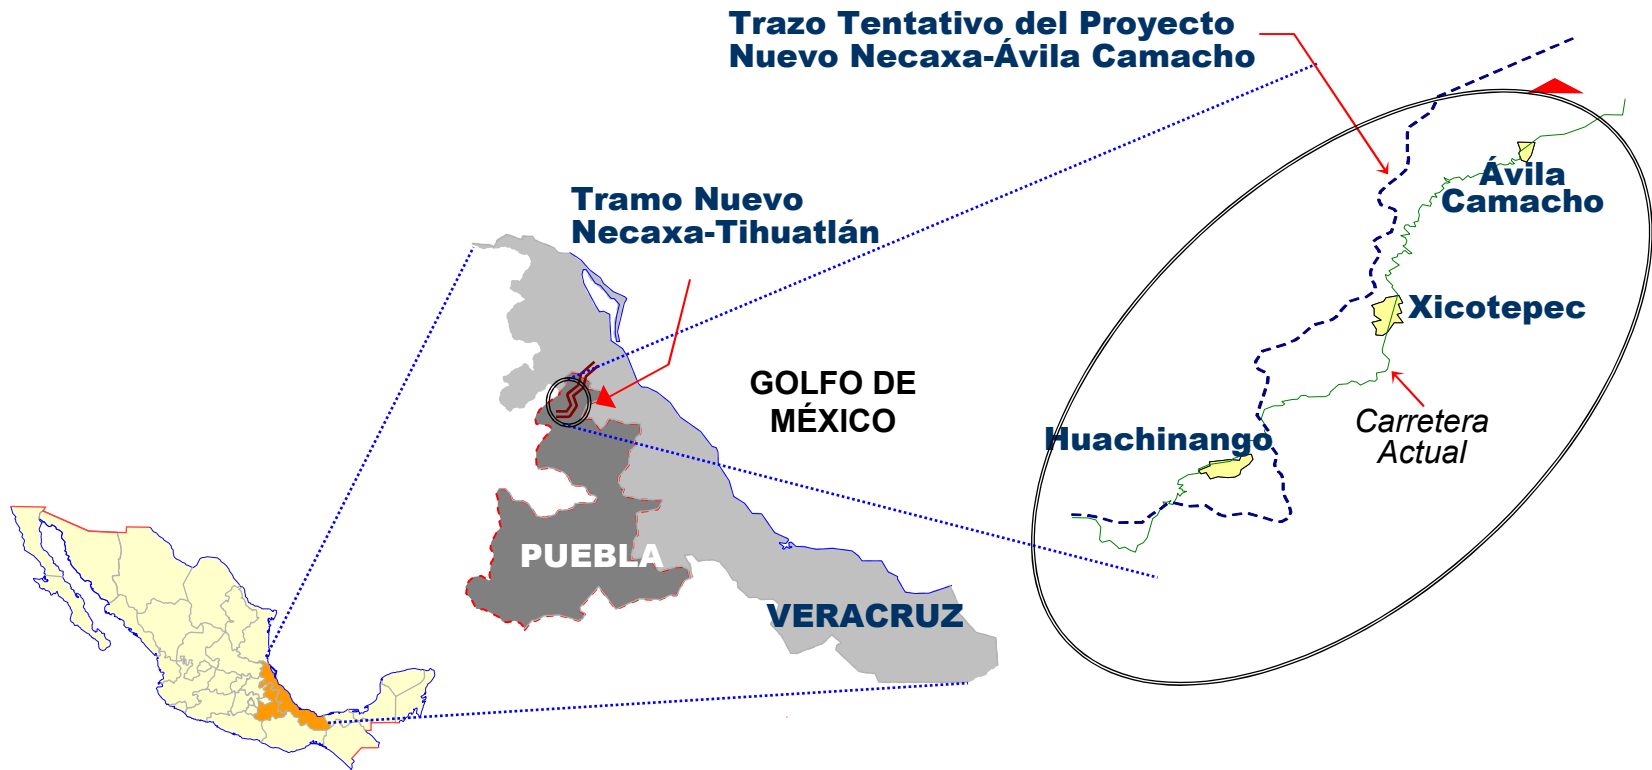 Trazo Tentativo del Proyecto
Nuevo Necaxa-Ávila Camacho
Tramo Nuevo
Necaxa-Tihuatlán
Ávila
Camacho
Xicotepec
GOLFO DE
MÉXICO
Carretera
Actual
Huachinango
PUEBLA
VERACRUZ